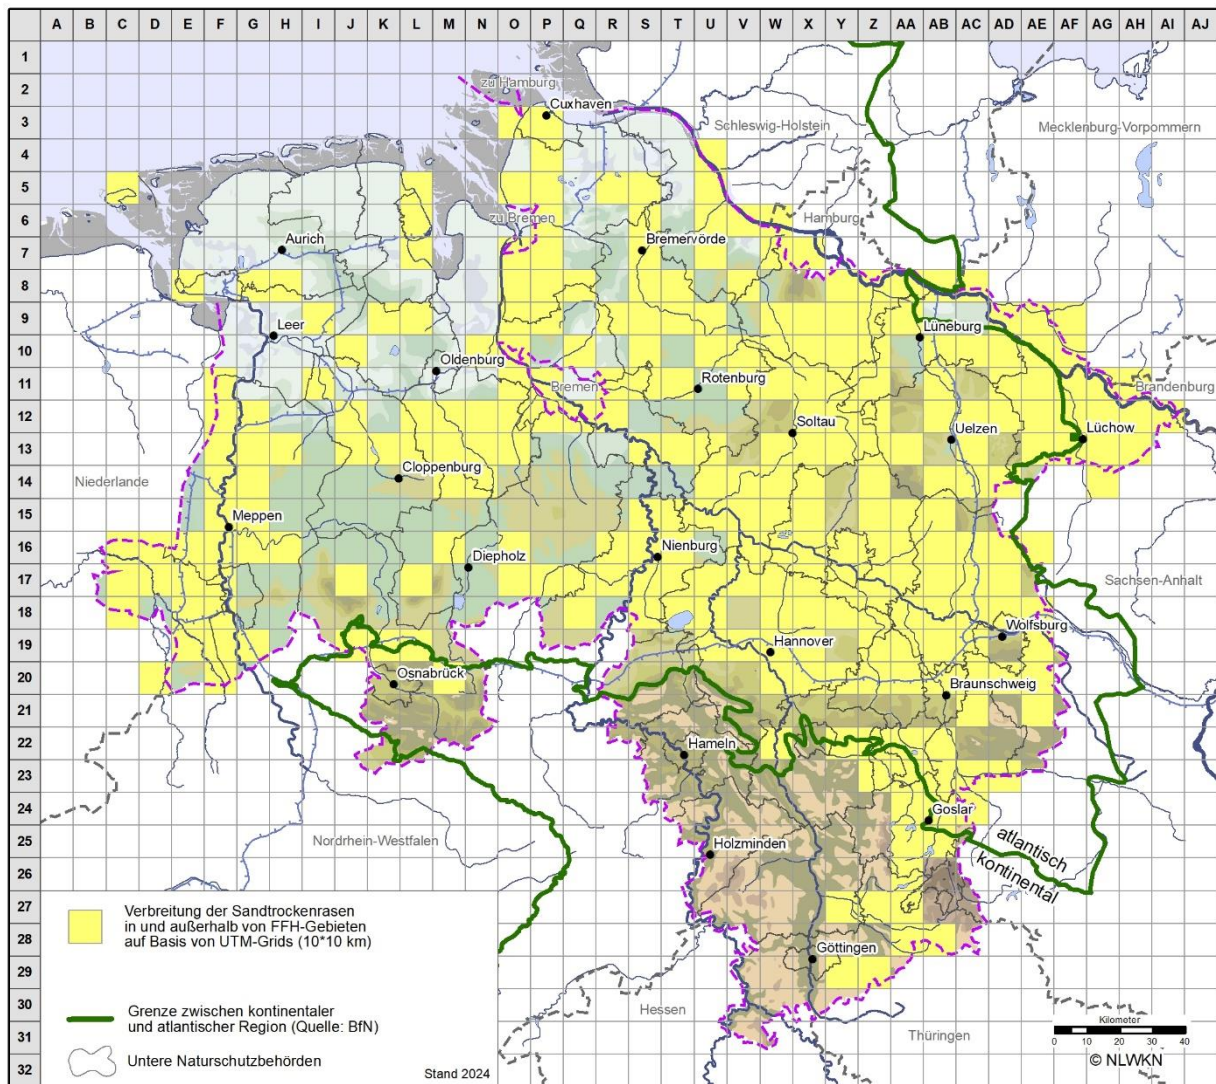 A B C D E F G H I J K L M N O P Q R S T U V W X Y Z AA AB AC AD AE AF AG AH AI AJ
1
2
zu Hamburg
3
Cuxhaven
Schleswig-Holstein
Mecklenburg-Vorpommern
4
5
6
zu Bremen
Hamburg
Aurich
Bremervörde
7
8
9
Leer
Lüneburg
10
Oldenburg
11
Bremen
Rotenburg
Brandenburg
12
Soltau
Uelzen
Lüchow
13
Cloppenburg
14
Niederlande
15
Meppen
16
Diepholz
Nienburg
17
Sachsen-Anhalt
18
19
Hannover
Wolfsburg
20
Osnabrück
Braunschweig
21
22
Hameln
23
24
Goslar
25
Nordrhein-Westfalen
Holzminden
atlantisch
kontinental
26
27
Verbreitung der Sandtrockenrasen
in und außerhalb von FFH-Gebieten
auf Basis von UTM-Grids (10*10 km)
28
Göttingen
29
30
Grenze zwischen kontinentaler
und atlantischer Region (Quelle: BfN)
Hessen
Thüringen
31
Untere Naturschutzbehörden
Kilometer
0 10 20 30 40
32
Stand 2024
© NLWKN